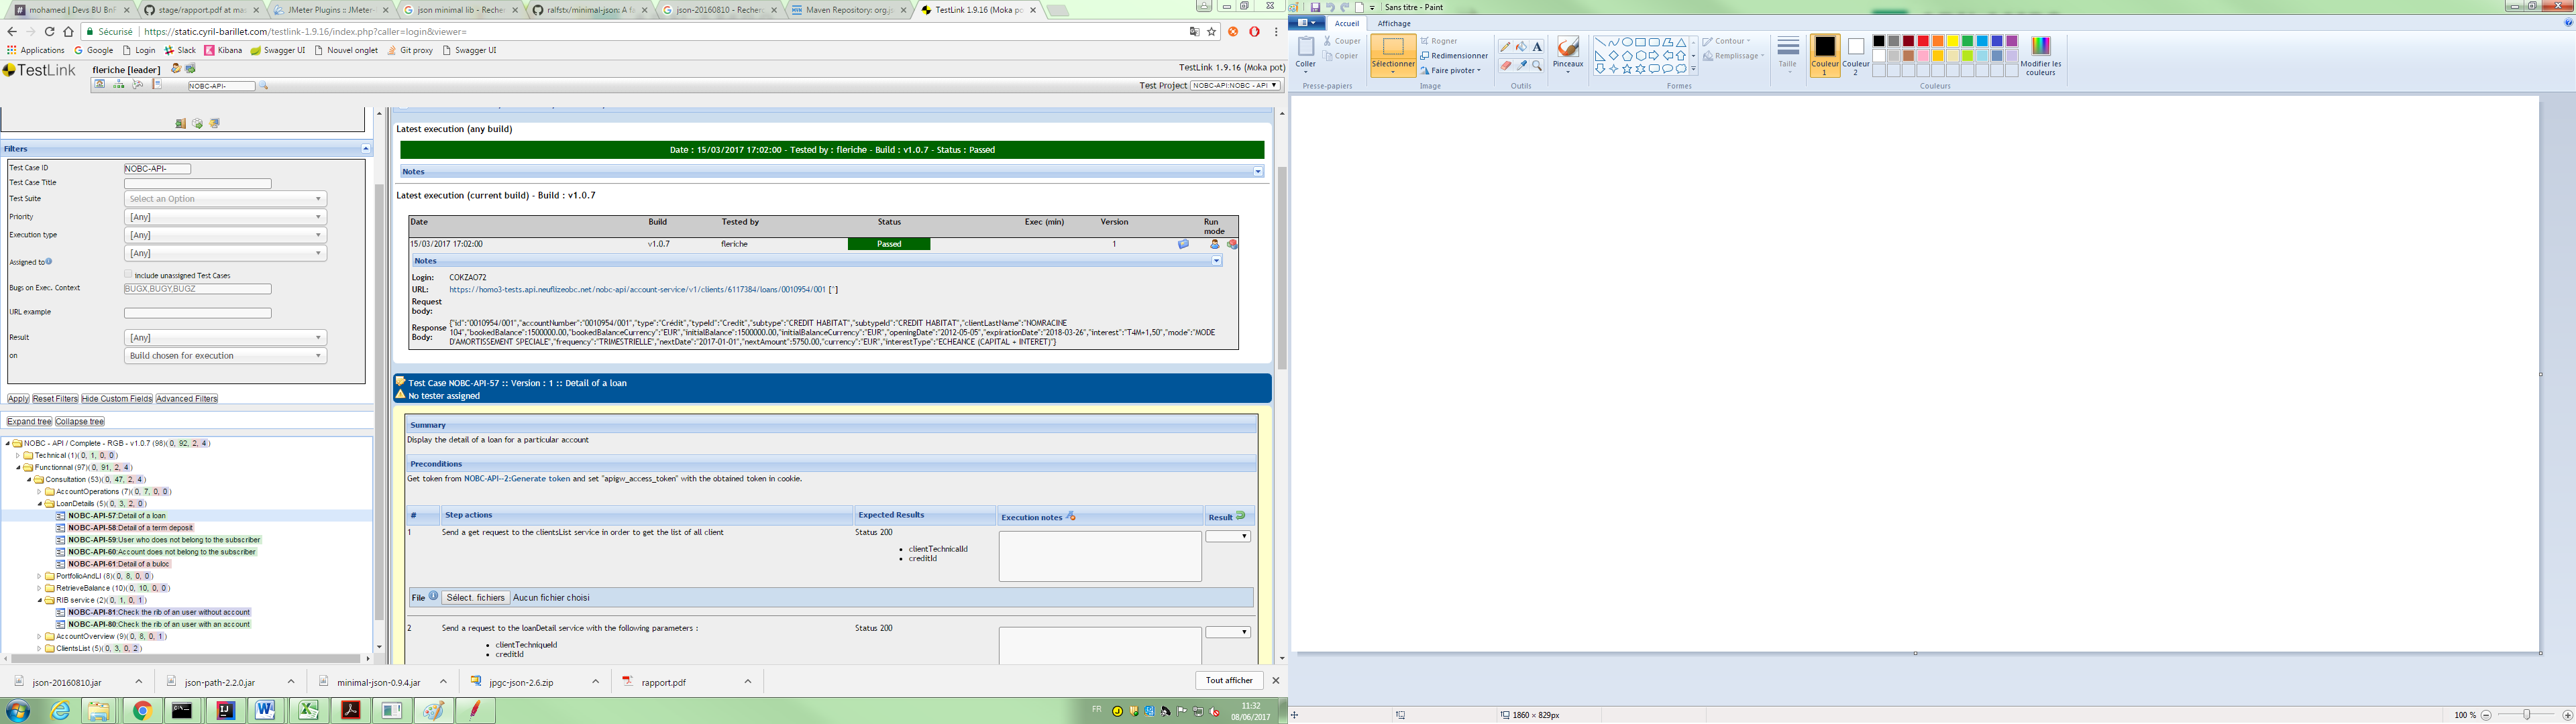 mohamed | Devs BU BnF
stage/rapport.pdf at mas
JMeter Plugins :: JMeter-
json minimal lib - Recher
ralfstx/minimal-json: A fa
json-20160810 - Recherc
Maven Repository: org.js
TestLink 1.9.16 (Moka po
Sécurisé | https://static.cyril-barillet.com/testlink-1.9.16/index.php?caller=login&viewer=
Applications Google Login Slack Kibana Swagger UI Nouvel onglet Git proxy Swagger UI
TestLink fleriche [leader] TestLink 1.9.16 (Moka pot)
NOBC-API- Test Project NOBC-API:NOBC - API
Filters
Test Case ID NOBC-API-
Test Case Title
Test Suite Select an Option
Priority [Any]
Execution type [Any]
[Any]
Assigned to
Include unassigned Test Cases
Bugs on Exec. Context BUGX,BUGY,BUGZ
URL example
Result [Any]
on Build chosen for execution
Apply Reset Filters Hide Custom Fields Advanced Filters
Expand tree Collapse tree
NOBC - API / Complete - RGB - v1.0.7 (98)(0, 92, 2, 4)
Technical (1)(0, 1, 0, 0)
Functionnal (97)(0, 91, 2, 4)
Consultation (53)(0, 47, 2, 4)
AccountOperations (7)(0, 7, 0, 0)
LoanDetails (5)(0, 3, 2, 0)
NOBC-API-57:Detail of a loan
NOBC-API-58:Detail of a term deposit
NOBC-API-59:User who does not belong to the subscriber
NOBC-API-60:Account does not belong to the subscriber
NOBC-API-61:Detail of a buloc
PortfolioAndLI (8)(0, 8, 0, 0)
RetrieveBalance (10)(0, 10, 0, 0)
RIB service (2)(0, 1, 0, 1)
NOBC-API-81:Check the rib of an user without account
NOBC-API-80:Check the rib of an user with an account
AccountOverview (9)(0, 8, 0, 1)
ClientsList (5)(0, 3, 0, 2)
Latest execution (any build)
Date : 15/03/2017 17:02:00 - Tested by : fleriche - Build : v1.0.7 - Status : Passed
Notes
Latest execution (current build) - Build : v1.0.7
Date Build Tested by Status Exec (min) Version Run mode
15/03/2017 17:02:00 v1.0.7 fleriche Passed 1
Notes
Login: COKZAO72
URL: https://homo3-tests.api.neuflizeobc.net/nobc-api/account-service/v1/clients/6117384/loans/0010954/001 [*]
Request body:
Response Body: {"id":"0010954/001","accountNumber":"0010954/001","type":"Crédit","typeId":"Credit","subtype":"CREDIT HABITAT","subtypeId":"CREDIT HABITAT","clientLastName":"NOMRACINE
104","bookedBalance":1500000.00,"bookedBalanceCurrency":"EUR","initialBalance":1500000.00,"initialBalanceCurrency":"EUR","openingDate":"2012-05-05","expirationDate":"2018-03-26","interest":"T4M+1,50","mode":"MODE
D'AMORTISSEMENT SPECIALE","frequency":"TRIMESTRIELLE","nextDate":"2017-01-01","nextAmount":5750.00,"currency":"EUR","interestType":"ECHEANCE (CAPITAL + INTERET)"}
Test Case NOBC-API-57 :: Version : 1 :: Detail of a loan
No tester assigned
Summary
Display the detail of a loan for a particular account
Preconditions
Get token from NOBC-API--2:Generate token and set "apigw_access_token" with the obtained token in cookie.
# Step actions Expected Results Execution notes Result
1 Send a get request to the clientsList service in order to get the list of all client Status 200
• clientTechnicalId
• creditId
File Sélect. fichiers Aucun fichier choisi
2 Send a request to the loanDetail service with the following parameters : Status 200
• clientTechniqueId
• creditId
json-20160810.jar json-path-2.2.0.jar minimal-json-0.9.4.jar jpgc-json-2.6.zip rapport.pdf Tout afficher
FR 11:32
08/06/2017
Sans titre - Paint
Accueil Affichage
Coller Couper Copier Presse-papiers
Sélectionner Rogner Redimensionner Faire pivoter Image
Outils
Pinceaux
Contour Remplissage Formes
Taille
Couleur 1 Couleur 2 Modifier les couleurs Couleurs
1860 × 829px 100 %